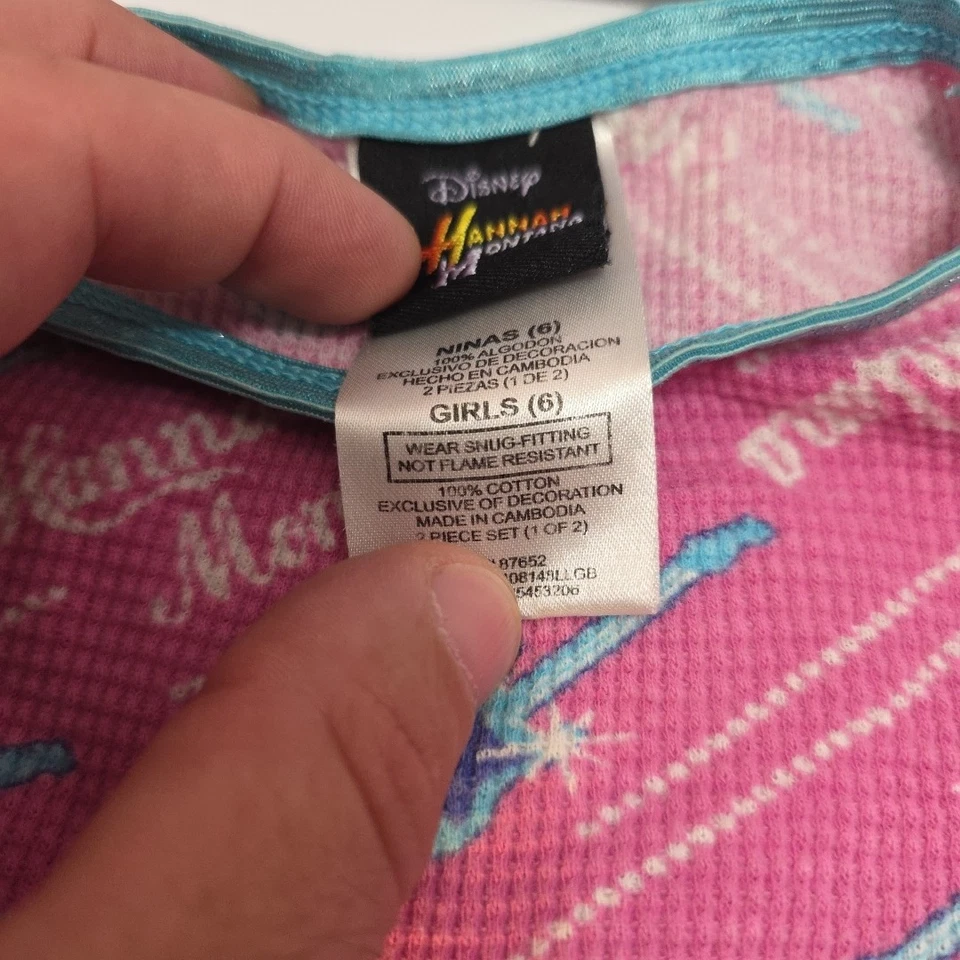 Disney
HANNAH
MONTANA
NINAS (6)
100% ALGODON
EXCLUSIVO DE DECORACION
HECHO EN CAMBODIA
2 PIEZAS (1 DE 2)
GIRLS (6)
WEAR SNUG-FITTING
NOT FLAME RESISTANT
100% COTTON
EXCLUSIVE OF DECORATION
MADE IN CAMBODIA
2 PIECE SET (1 OF 2)